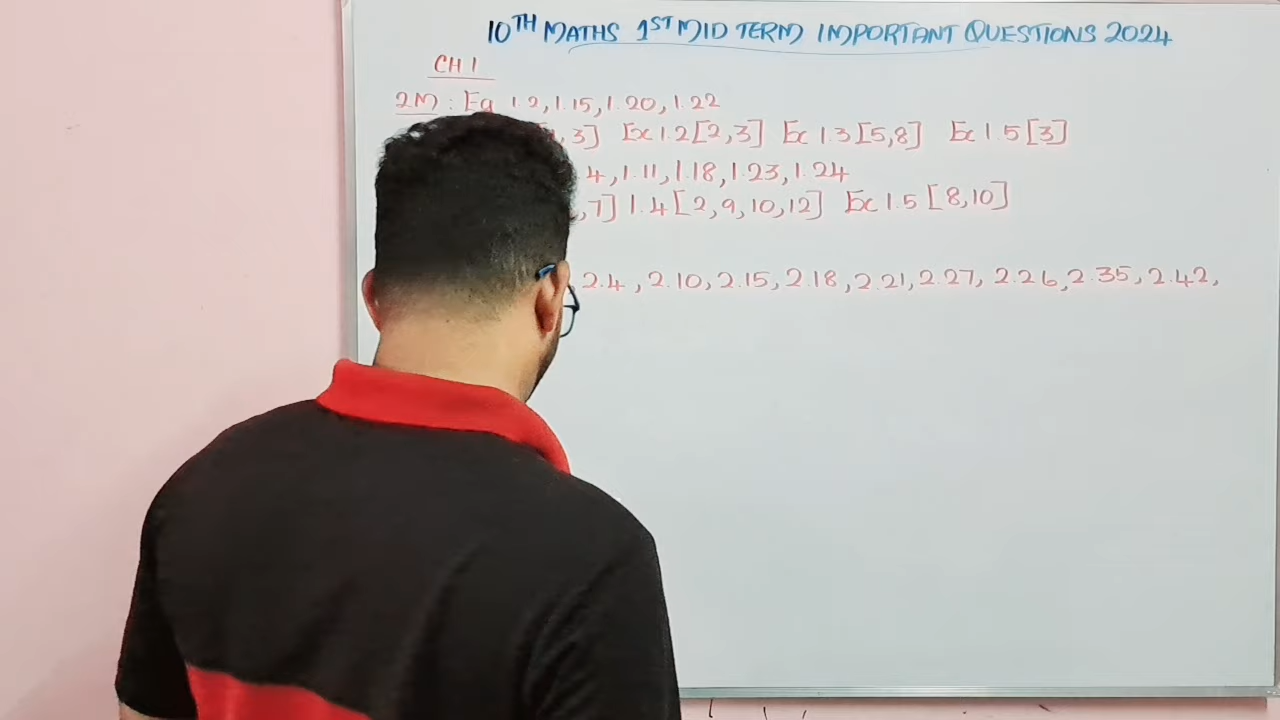 10TH MATHS 1ST MID TERM IMPORTANT QUESTIONS 2024
CH 1
2M : Eg 1.2, 1.15, 1.20, 1.22
,3] Ex 1.2 [2,3] Ex 1.3 [5,8] Ex 1.5 [3]
4, 1.11, 1.18, 1.23, 1.24
,7] 1.4 [2,9,10,12] Ex 1.5 [8,10]
2.4, 2.10, 2.15, 2.18, 2.21, 2.27, 2.26, 2.35, 2.42,